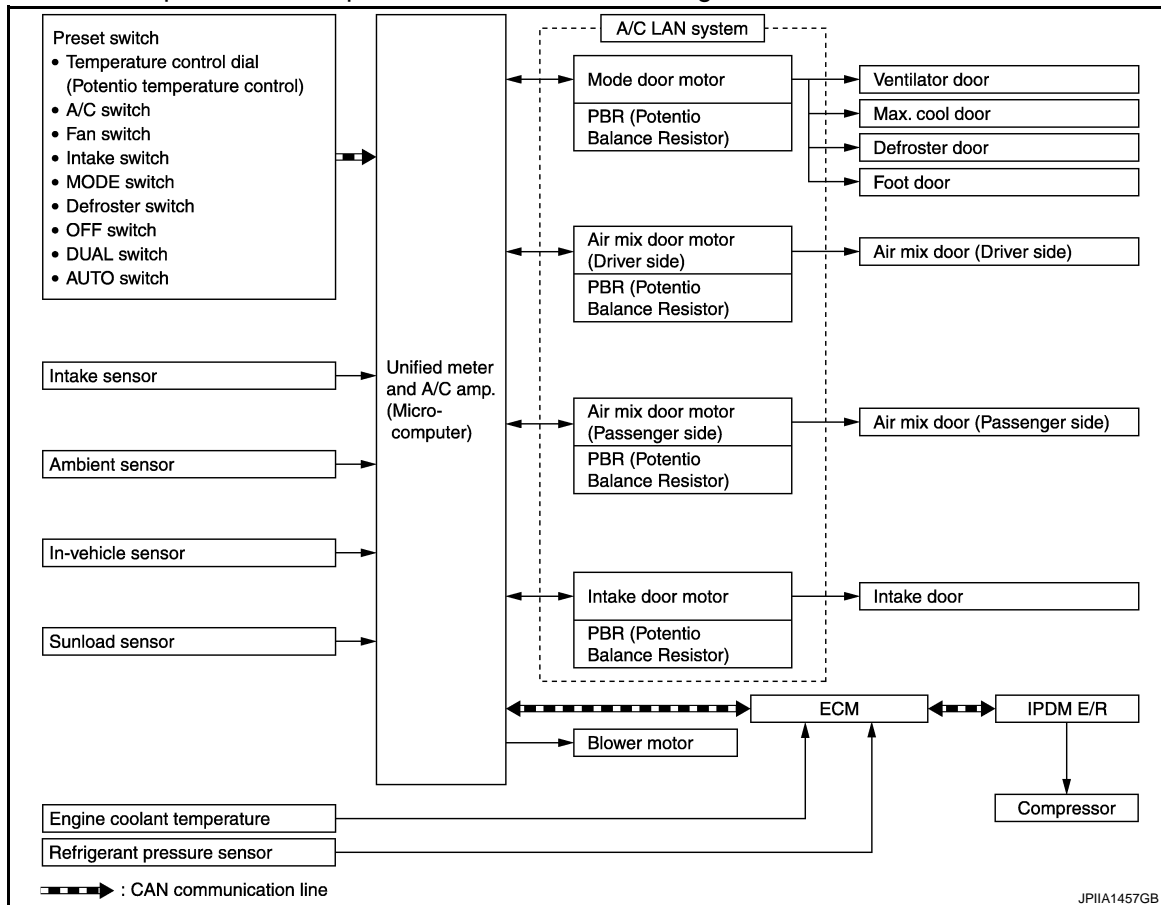 Preset switch
• Temperature control dial
(Potentio temperature control)
• A/C switch
• Fan switch
• Intake switch
• MODE switch
• Defroster switch
• OFF switch
• DUAL switch
• AUTO switch
Intake sensor
Ambient sensor
In-vehicle sensor
Sunload sensor
Engine coolant temperature
Refrigerant pressure sensor
: CAN communication line
Unified meter
and A/C amp.
(Micro-
computer)
A/C LAN system
Mode door motor
PBR (Potentio
Balance Resistor)
Air mix door motor
(Driver side)
PBR (Potentio
Balance Resistor)
Air mix door motor
(Passenger side)
PBR (Potentio
Balance Resistor)
Intake door motor
PBR (Potentio
Balance Resistor)
Ventilator door
Max. cool door
Defroster door
Foot door
Air mix door (Driver side)
Air mix door (Passenger side)
Intake door
ECM
IPDM E/R
Blower motor
Compressor
JPIIA1457GB